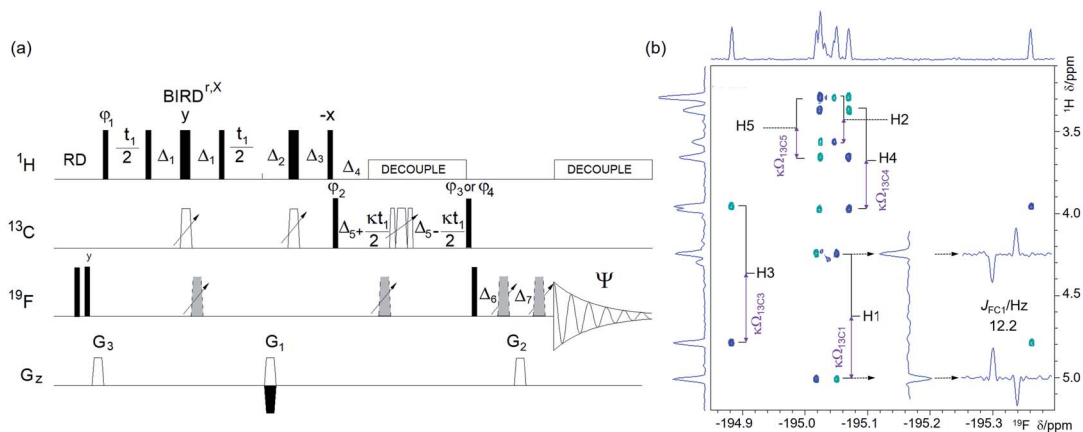 (a)
BIRD^r,X
φ1 y -x
¹H RD t1/2 Δ1 Δ1 t1/2 Δ2 Δ3 Δ4 DECOUPLE DECOUPLE
φ2 φ3 or φ4
¹³C Δ5+ κt1/2 Δ5- κt1/2
y
¹⁹F Δ6 Δ7 Ψ
G3 G1 G2
Gz
(b)
¹H δ/ppm
3.5
4.0
4.5
5.0
H5
H2
κΩ13C5
H4
κΩ13C4
H3
κΩ13C3
H1
κΩ13C1
JFC1/Hz
12.2
-194.9 -195.0 -195.1 -195.2 -195.3 ¹⁹F δ/ppm